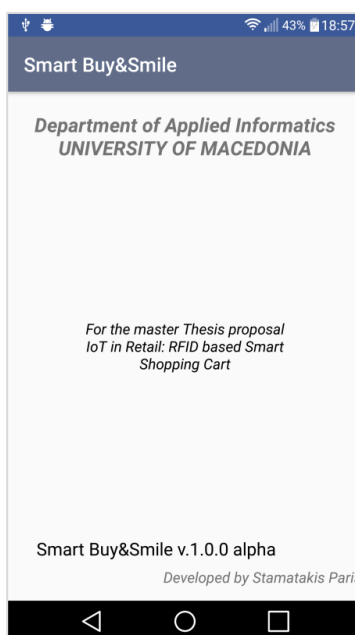 43% 18:57
Smart Buy&Smile
Department of Applied Informatics
UNIVERSITY OF MACEDONIA
For the master Thesis proposal
IoT in Retail: RFID based Smart
Shopping Cart
Smart Buy&Smile v.1.0.0 alpha
Developed by Stamatakis Paris